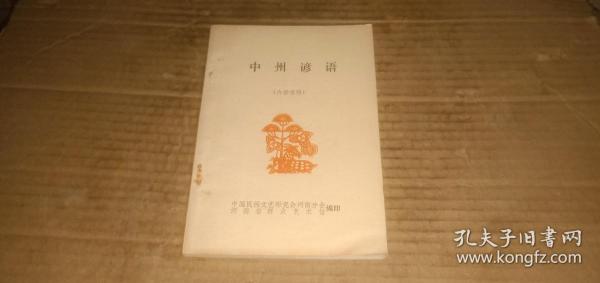 中州谚语
（内部资料）
中国民间文艺研究会河南分会
河南省群众艺术馆
编印
孔夫子旧书网
www.kongfz.com